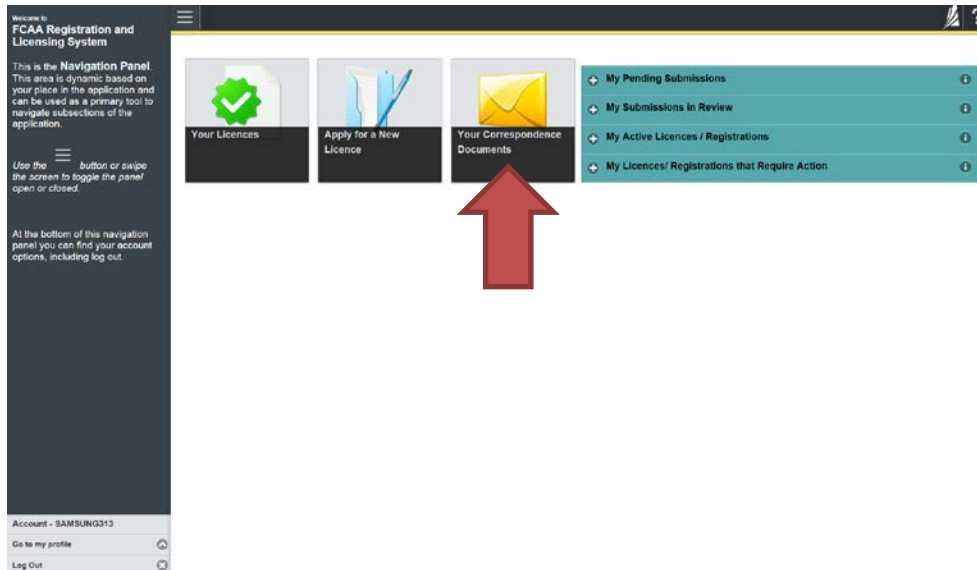 Welcome to
FCAA Registration and
Licensing System
This is the Navigation Panel.
This area is dynamic based on
your place in the application and
can be used as a primary tool to
navigate subsections of the
application.
Use the button or swipe
the screen to toggle the panel
open or closed.
At the bottom of this navigation
panel you can find your account
options, including log out.
Account - SAMSUNG313
Go to my profile
Log Out
Your Licences
Apply for a New
Licence
Your Correspondence
Documents
My Pending Submissions
My Submissions in Review
My Active Licences / Registrations
My Licences/ Registrations that Require Action